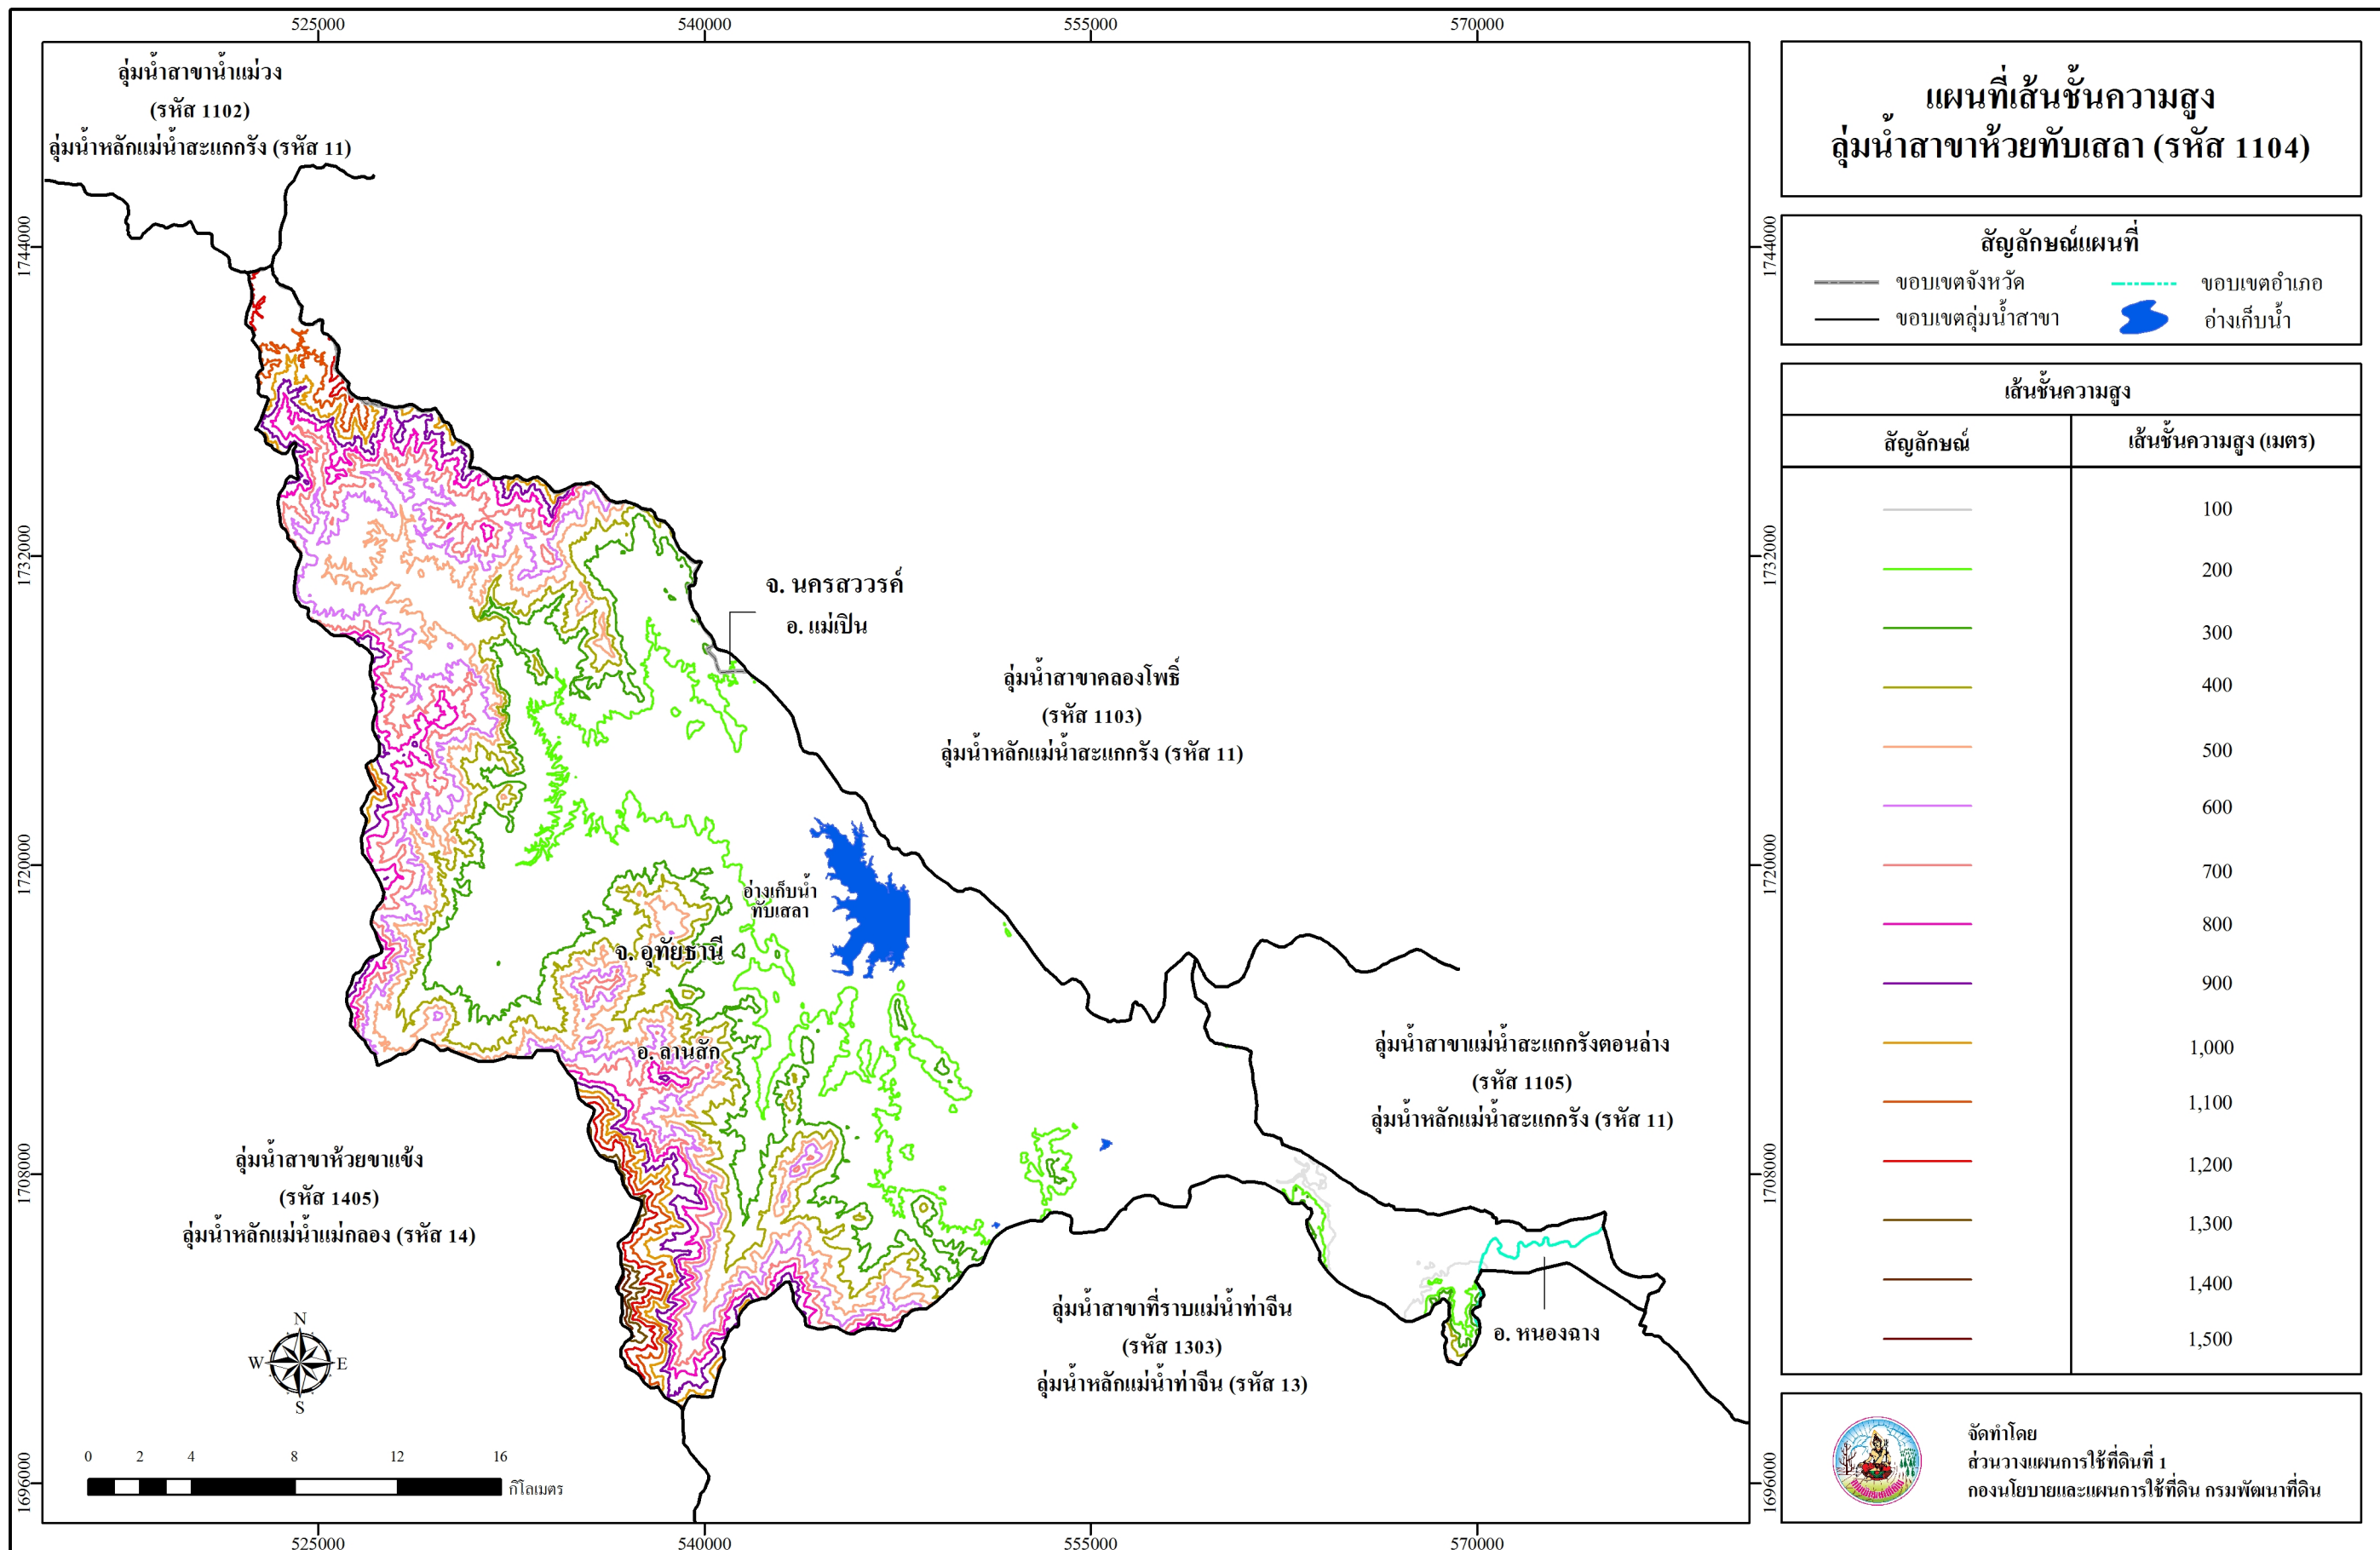 525000
540000
555000
570000
ลุ่มน้ำสาขาน้ำแม่วง
(รหัส 1102)
ลุ่มน้ำหลักแม่น้ำสะแกกรัง (รหัส 11)
1744000
1732000
1720000
1708000
1696000
จ. นครสววรค์
อ. แม่เปิน
ลุ่มน้ำสาขาคลองโพธิ์
(รหัส 1103)
ลุ่มน้ำหลักแม่น้ำสะแกกรัง (รหัส 11)
อ่างเก็บน้ำ
ทับเสลา
จ. อุทัยธานี
อ. ลานสัก
ลุ่มน้ำสาขาแม่น้ำสะแกกรังตอนล่าง
(รหัส 1105)
ลุ่มน้ำหลักแม่น้ำสะแกกรัง (รหัส 11)
ลุ่มน้ำสาขาห้วยขาแข้ง
(รหัส 1405)
ลุ่มน้ำหลักแม่น้ำแม่กลอง (รหัส 14)
ลุ่มน้ำสาขาที่ราบแม่น้ำท่าจีน
(รหัส 1303)
ลุ่มน้ำหลักแม่น้ำท่าจีน (รหัส 13)
อ. หนองฉาง
N
W
E
S
0 2 4 8 12 16
กิโลเมตร
1744000
1732000
1720000
1708000
1696000
525000
540000
555000
570000
แผนที่เส้นชั้นความสูง
ลุ่มน้ำสาขาห้วยทับเสลา (รหัส 1104)
สัญลักษณ์แผนที่
ขอบเขตจังหวัด
ขอบเขตอำเภอ
ขอบเขตลุ่มน้ำสาขา
อ่างเก็บน้ำ
เส้นชั้นความสูง
สัญลักษณ์
เส้นชั้นความสูง (เมตร)
100
200
300
400
500
600
700
800
900
1,000
1,100
1,200
1,300
1,400
1,500
จัดทำโดย
ส่วนวางแผนการใช้ที่ดินที่ 1
กองนโยบายและแผนการใช้ที่ดิน กรมพัฒนาที่ดิน